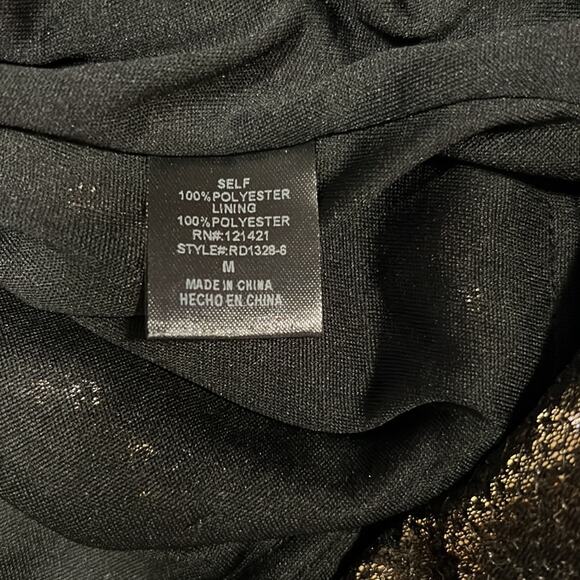 SELF
100%POLYESTER
LINING
100%POLYESTER
RN#:121421
STYLE#:RD1328-6
M
MADE IN CHINA
HECHO EN CHINA